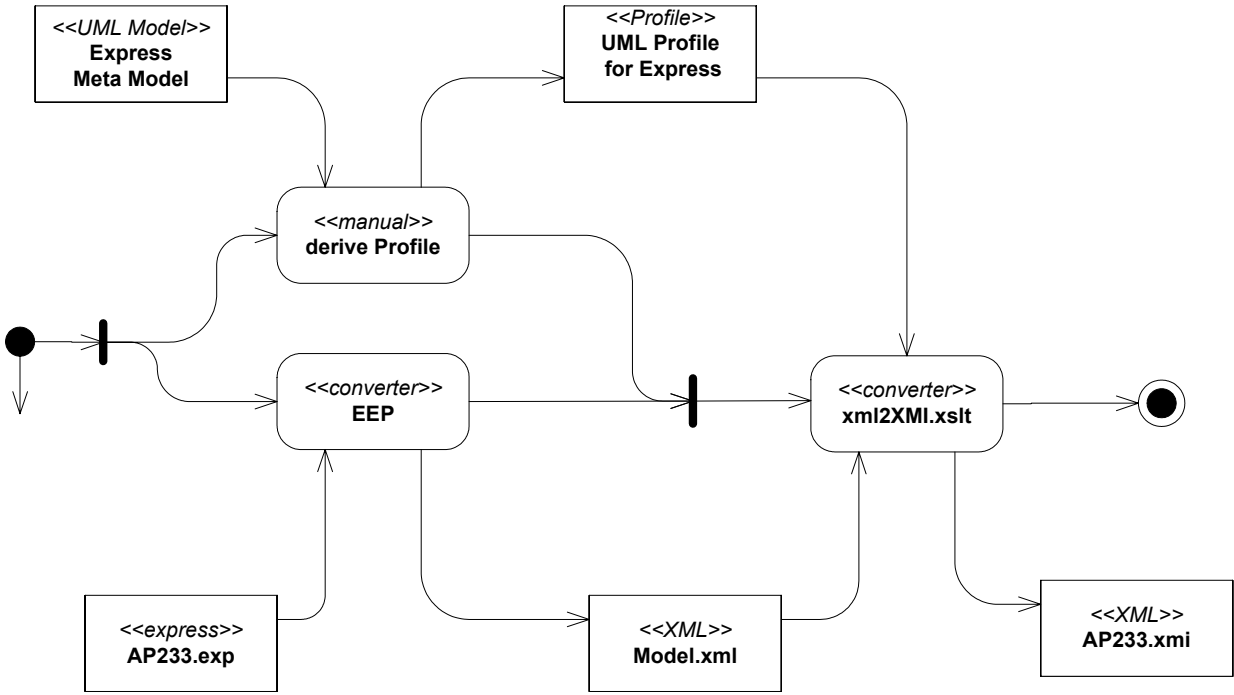 <<UML Model>>
Express
Meta Model
<<Profile>>
UML Profile
for Express
<<manual>>
derive Profile
<<converter>>
EEP
<<converter>>
xml2XMI.xslt
<<express>>
AP233.exp
<<XML>>
Model.xml
<<XML>>
AP233.xmi